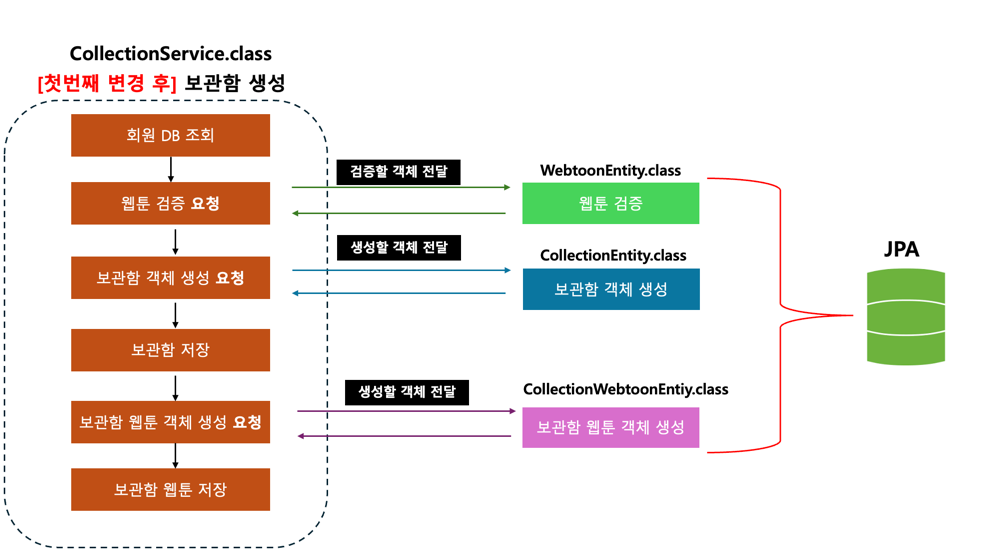 CollectionService.class
[첫번째 변경 후] 보관함 생성
회원 DB 조회
웹툰 검증 요청
보관함 객체 생성 요청
보관함 저장
보관함 웹툰 객체 생성 요청
보관함 웹툰 저장
검증할 객체 전달
생성할 객체 전달
생성할 객체 전달
WebtoonEntity.class
웹툰 검증
CollectionEntity.class
보관함 객체 생성
CollectionWebtoonEntiy.class
보관함 웹툰 객체 생성
JPA